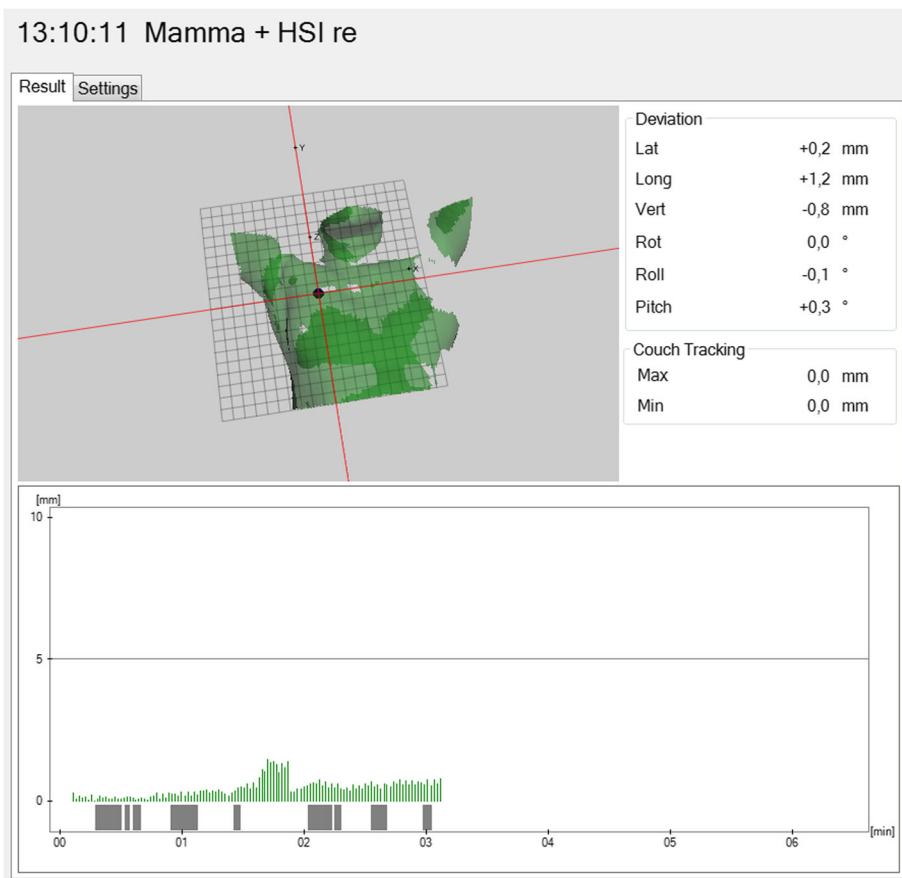 13:10:11 Mamma + HSI re
Result Settings
Y
Z
X
Deviation
Lat +0,2 mm
Long +1,2 mm
Vert -0,8 mm
Rot 0,0 °
Roll -0,1 °
Pitch +0,3 °
Couch Tracking
Max 0,0 mm
Min 0,0 mm
[mm]
10
5
0
00 01 02 03 04 05 06 [min]